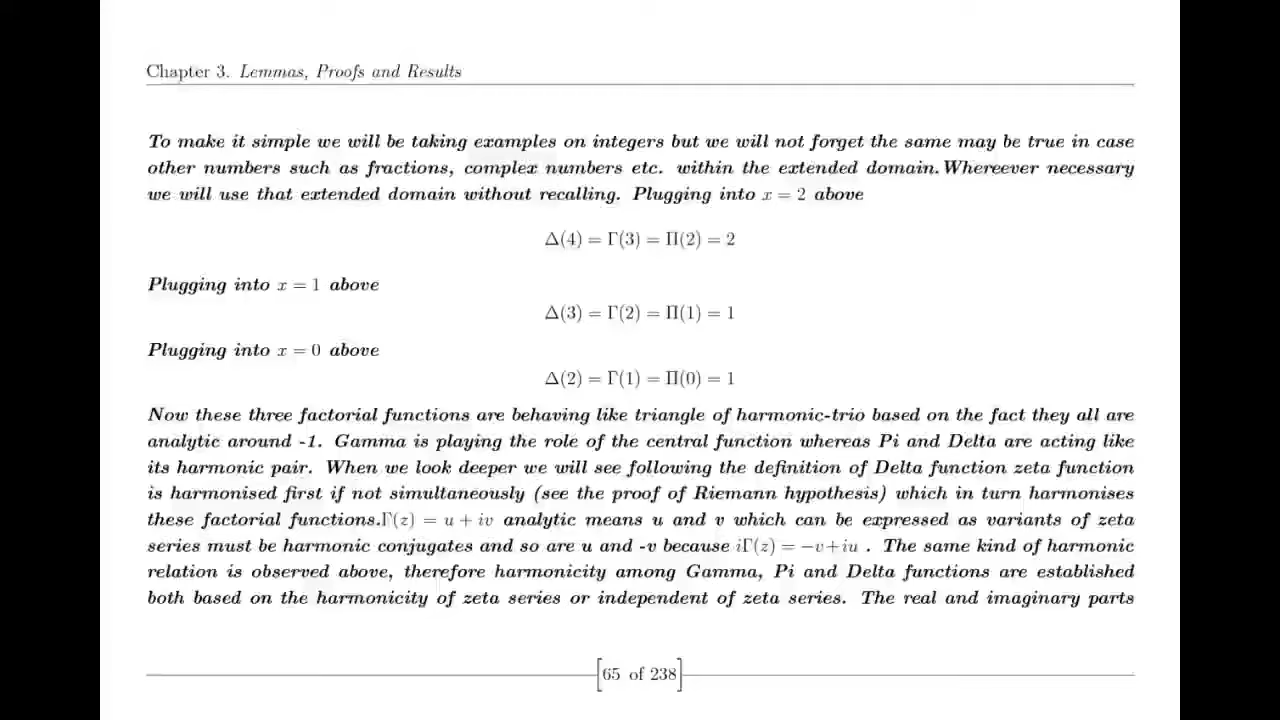 Chapter 3. Lemmas, Proofs and Results
To make it simple we will be taking examples on integers but we will not forget the same may be true in case
other numbers such as fractions, complex numbers etc. within the extended domain.Whereever necessary
we will use that extended domain without recalling. Plugging into x = 2 above
Δ(4) = Γ(3) = Π(2) = 2
Plugging into x = 1 above
Δ(3) = Γ(2) = Π(1) = 1
Plugging into x = 0 above
Δ(2) = Γ(1) = Π(0) = 1
Now these three factorial functions are behaving like triangle of harmonic-trio based on the fact they all are
analytic around -1. Gamma is playing the role of the central function whereas Pi and Delta are acting like
its harmonic pair. When we look deeper we will see following the definition of Delta function zeta function
is harmonised first if not simultaneously (see the proof of Riemann hypothesis) which in turn harmonises
these factorial functions.Γ(z) = u + iv analytic means u and v which can be expressed as variants of zeta
series must be harmonic conjugates and so are u and -v because iΓ(z) = −v+iu . The same kind of harmonic
relation is observed above, therefore harmonicity among Gamma, Pi and Delta functions are established
both based on the harmonicity of zeta series or independent of zeta series. The real and imaginary parts
[65 of 238]